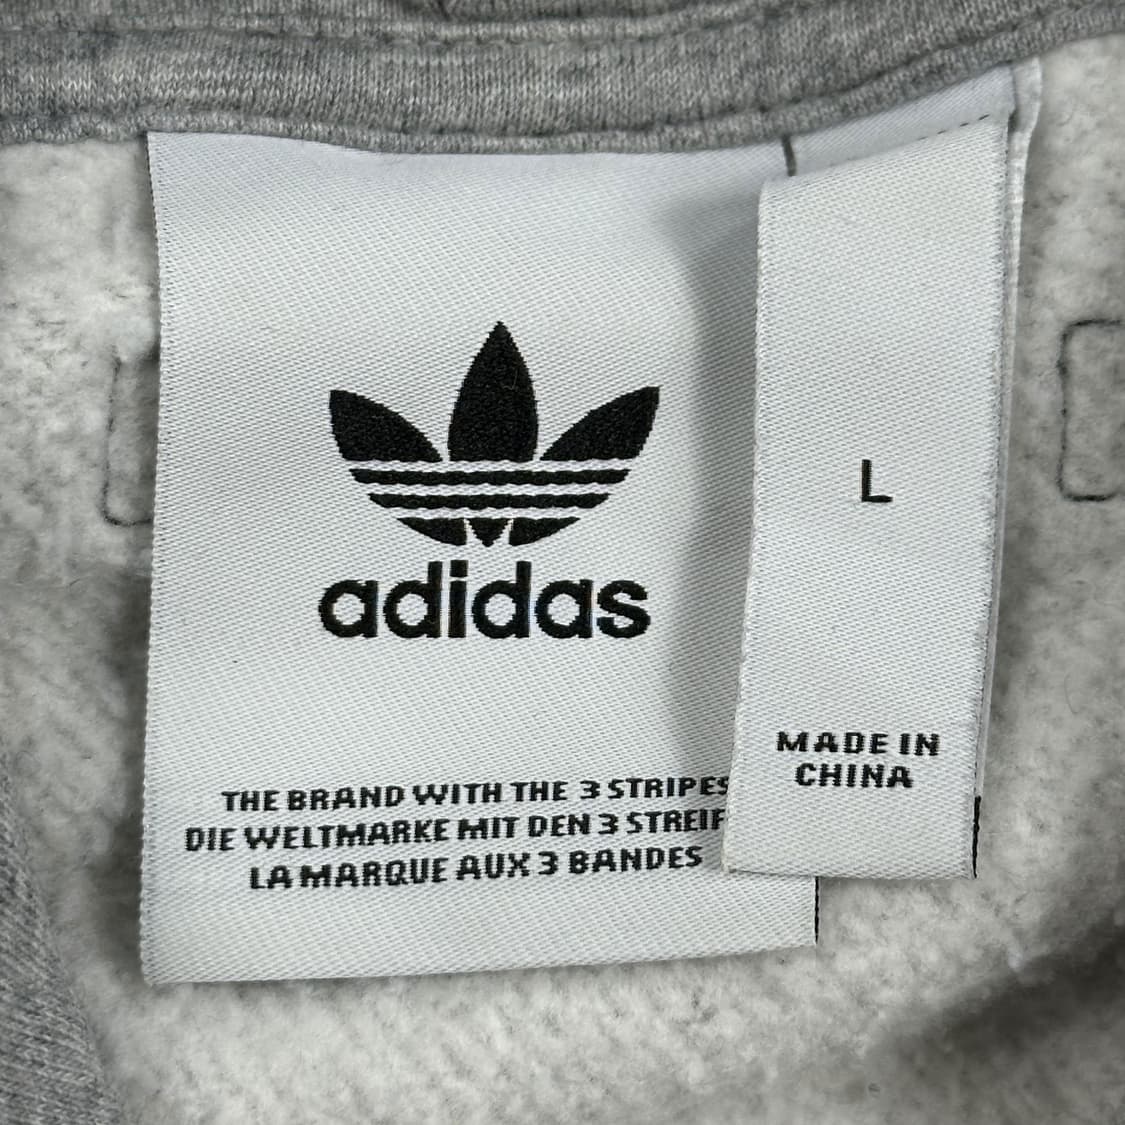 adidas
THE BRAND WITH THE 3 STRIPES
DIE WELTMARKE MIT DEN 3
LA MARQUE AUX 3 BANDES
L
MADE IN
CHINA